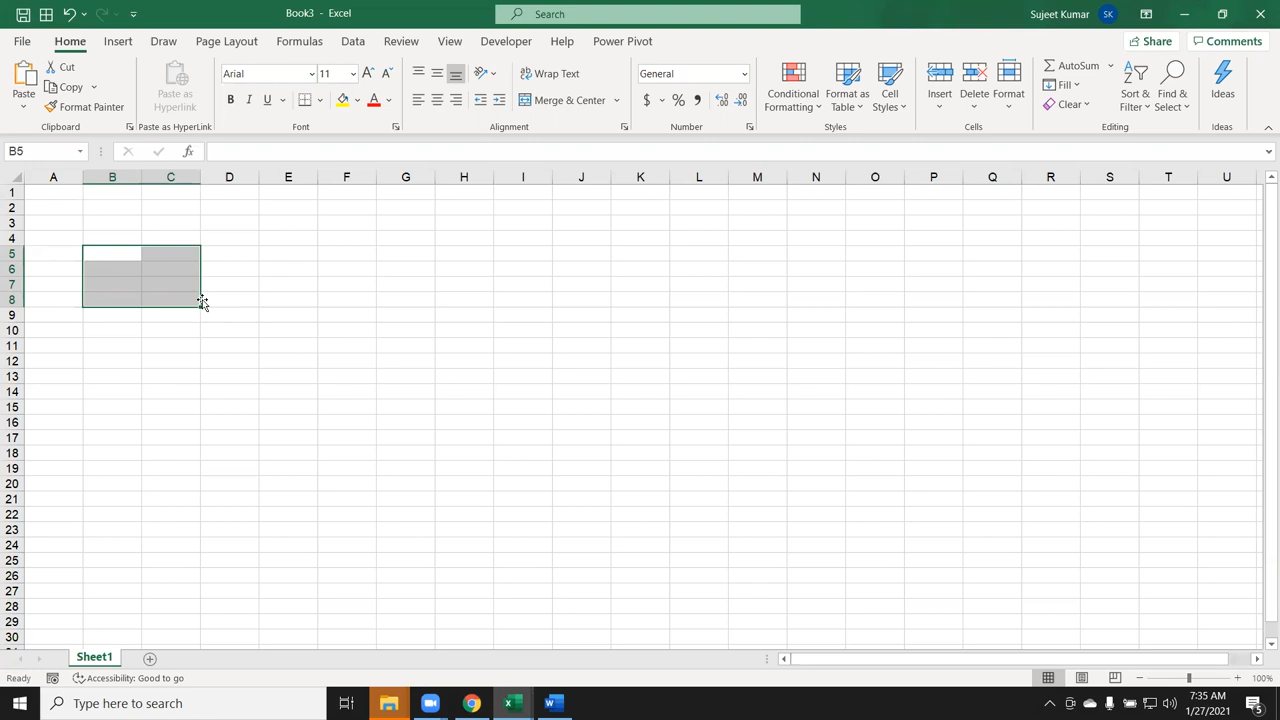 Book3 - Excel
Search
Sujeet Kumar
SK
File Home Insert Draw Page Layout Formulas Data Review View Developer Help Power Pivot
Share
Comments
Paste
Cut
Copy
Format Painter
Clipboard
Paste as Hyperlink
Paste as HyperLink
Arial
11
B I U
Font
Wrap Text
Merge & Center
Alignment
General
$ % ,
Number
Conditional Formatting
Format as Table
Cell Styles
Styles
Insert
Delete
Format
Cells
AutoSum
Fill
Clear
Sort & Filter
Find & Select
Editing
Ideas
Ideas
B5
fx
A B C D E F G H I J K L M N O P Q R S T U
1
2
3
4
5
6
7
8
9
10
11
12
13
14
15
16
17
18
19
20
21
22
23
24
25
26
27
28
29
30
Sheet1
Ready
Accessibility: Good to go
100%
Type here to search
7:35 AM
1/27/2021